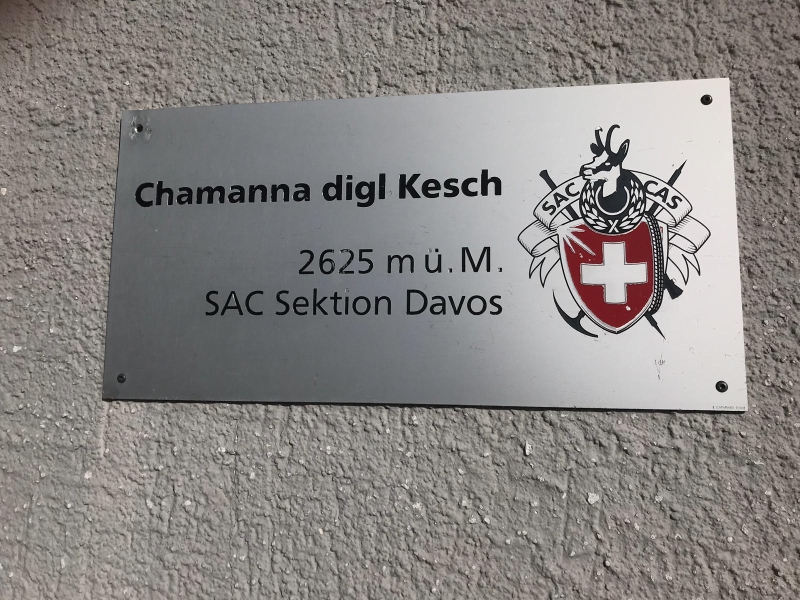 Chamanna digl Kesch
2625 m ü. M.
SAC Sektion Davos
SAC CAS